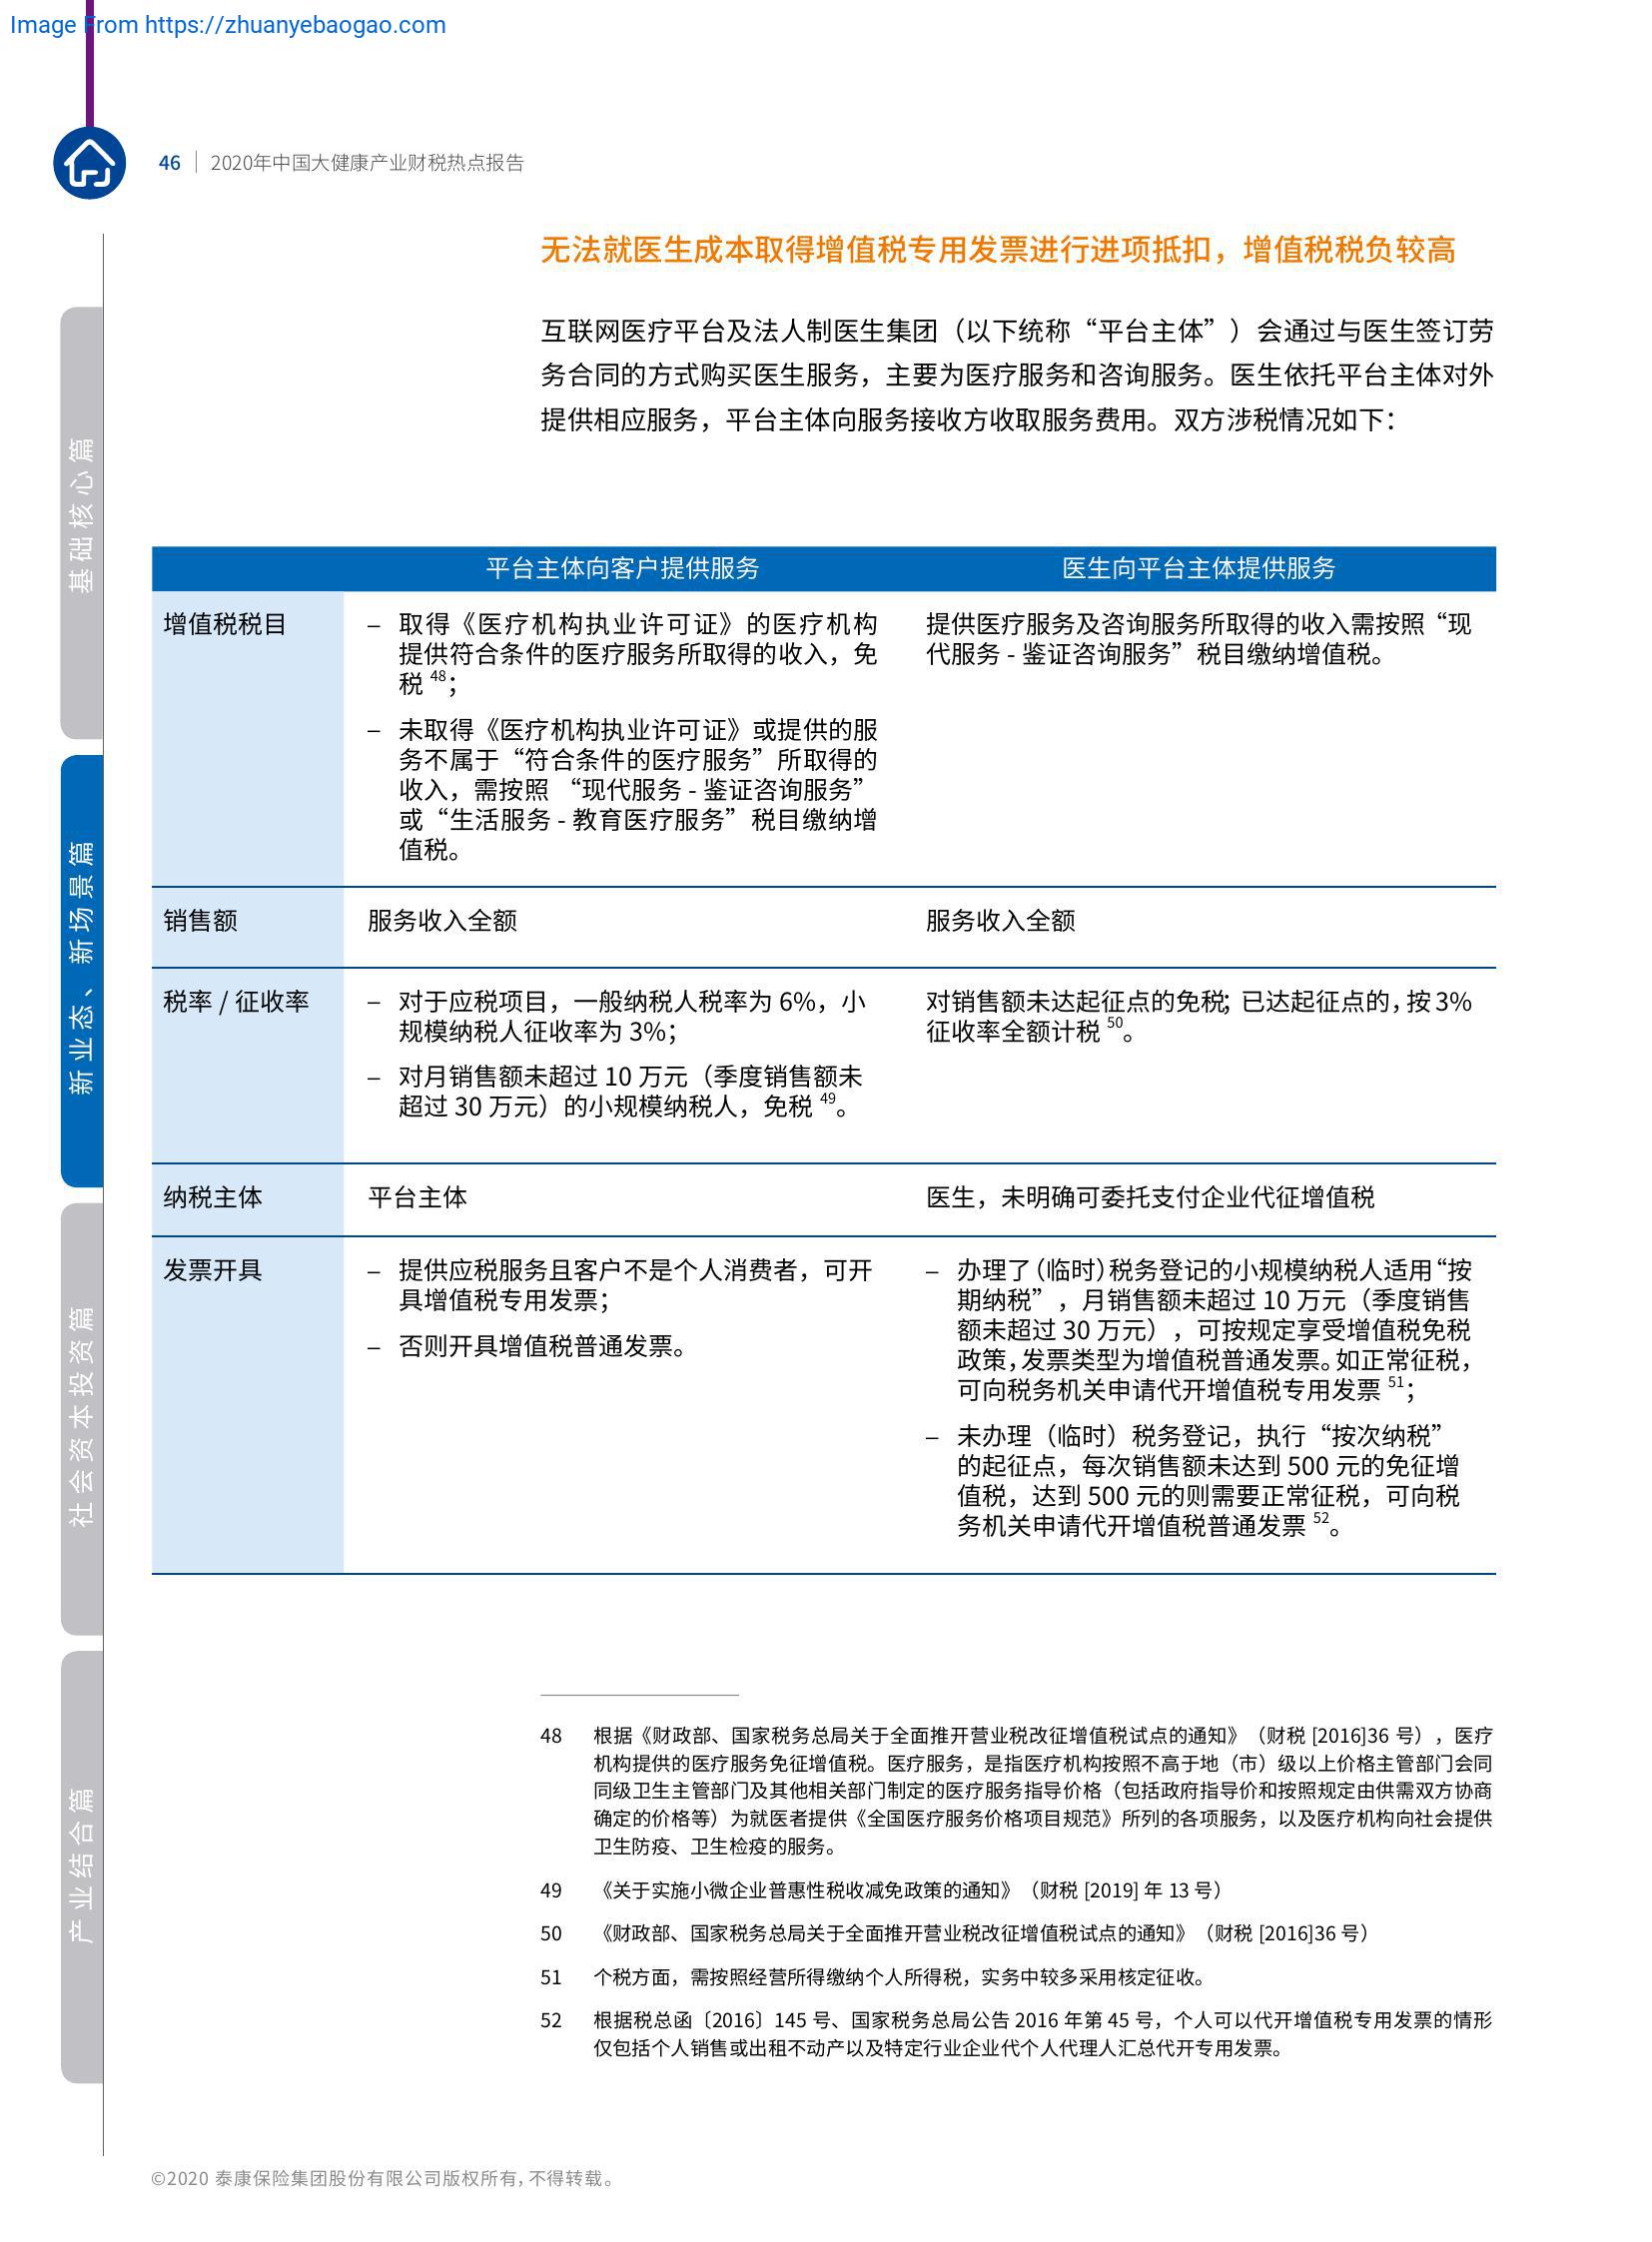 Image From https://zhuanyebaogao.com
46 | 2020年中国大健康产业财税热点报告
基础核心篇
新业态、新场景篇
社会资本投资篇
产业结合篇
无法就医生成本取得增值税专用发票进行进项抵扣，增值税税负较高
互联网医疗平台及法人制医生集团（以下统称“平台主体”）会通过与医生签订劳
务合同的方式购买医生服务，主要为医疗服务和咨询服务。医生依托平台主体对外
提供相应服务，平台主体向服务接收方收取服务费用。双方涉税情况如下：
平台主体向客户提供服务
医生向平台主体提供服务
增值税税目
– 取得《医疗机构执业许可证》的医疗机构
提供符合条件的医疗服务所取得的收入，免
税 48；
– 未取得《医疗机构执业许可证》或提供的服
务不属于“符合条件的医疗服务”所取得的
收入，需按照 “现代服务 - 鉴证咨询服务”
或“生活服务 - 教育医疗服务”税目缴纳增
值税。
提供医疗服务及咨询服务所取得的收入需按照“现
代服务 - 鉴证咨询服务”税目缴纳增值税。
销售额
服务收入全额
服务收入全额
税率 / 征收率
– 对于应税项目，一般纳税人税率为 6%，小
规模纳税人征收率为 3%；
– 对月销售额未超过 10 万元（季度销售额未
超过 30 万元）的小规模纳税人，免税 49。
对销售额未达起征点的免税；已达起征点的，按 3%
征收率全额计税 50。
纳税主体
平台主体
医生，未明确可委托支付企业代征增值税
发票开具
– 提供应税服务且客户不是个人消费者，可开
具增值税专用发票；
– 否则开具增值税普通发票。
– 办理了（临时）税务登记的小规模纳税人适用“按
期纳税”，月销售额未超过 10 万元（季度销售
额未超过 30 万元），可按规定享受增值税免税
政策，发票类型为增值税普通发票。如正常征税，
可向税务机关申请代开增值税专用发票 51；
– 未办理（临时）税务登记，执行“按次纳税”
的起征点，每次销售额未达到 500 元的免征增
值税，达到 500 元的则需要正常征税，可向税
务机关申请代开增值税普通发票 52。
48 根据《财政部、国家税务总局关于全面推开营业税改征增值税试点的通知》（财税 [2016]36 号），医疗
机构提供的医疗服务免征增值税。医疗服务，是指医疗机构按照不高于地（市）级以上价格主管部门会同
同级卫生主管部门及其他相关部门制定的医疗服务指导价格（包括政府指导价和按照规定由供需双方协商
确定的价格等）为就医者提供《全国医疗服务价格项目规范》所列的各项服务，以及医疗机构向社会提供
卫生防疫、卫生检疫的服务。
49 《关于实施小微企业普惠性税收减免政策的通知》（财税 [2019] 年 13 号）
50 《财政部、国家税务总局关于全面推开营业税改征增值税试点的通知》（财税 [2016]36 号）
51 个税方面，需按照经营所得缴纳个人所得税，实务中较多采用核定征收。
52 根据税总函〔2016〕145 号、国家税务总局公告 2016 年第 45 号，个人可以代开增值税专用发票的情形
仅包括个人销售或出租不动产以及特定行业企业代个人代理人汇总代开专用发票。
©2020 泰康保险集团股份有限公司版权所有，不得转载。